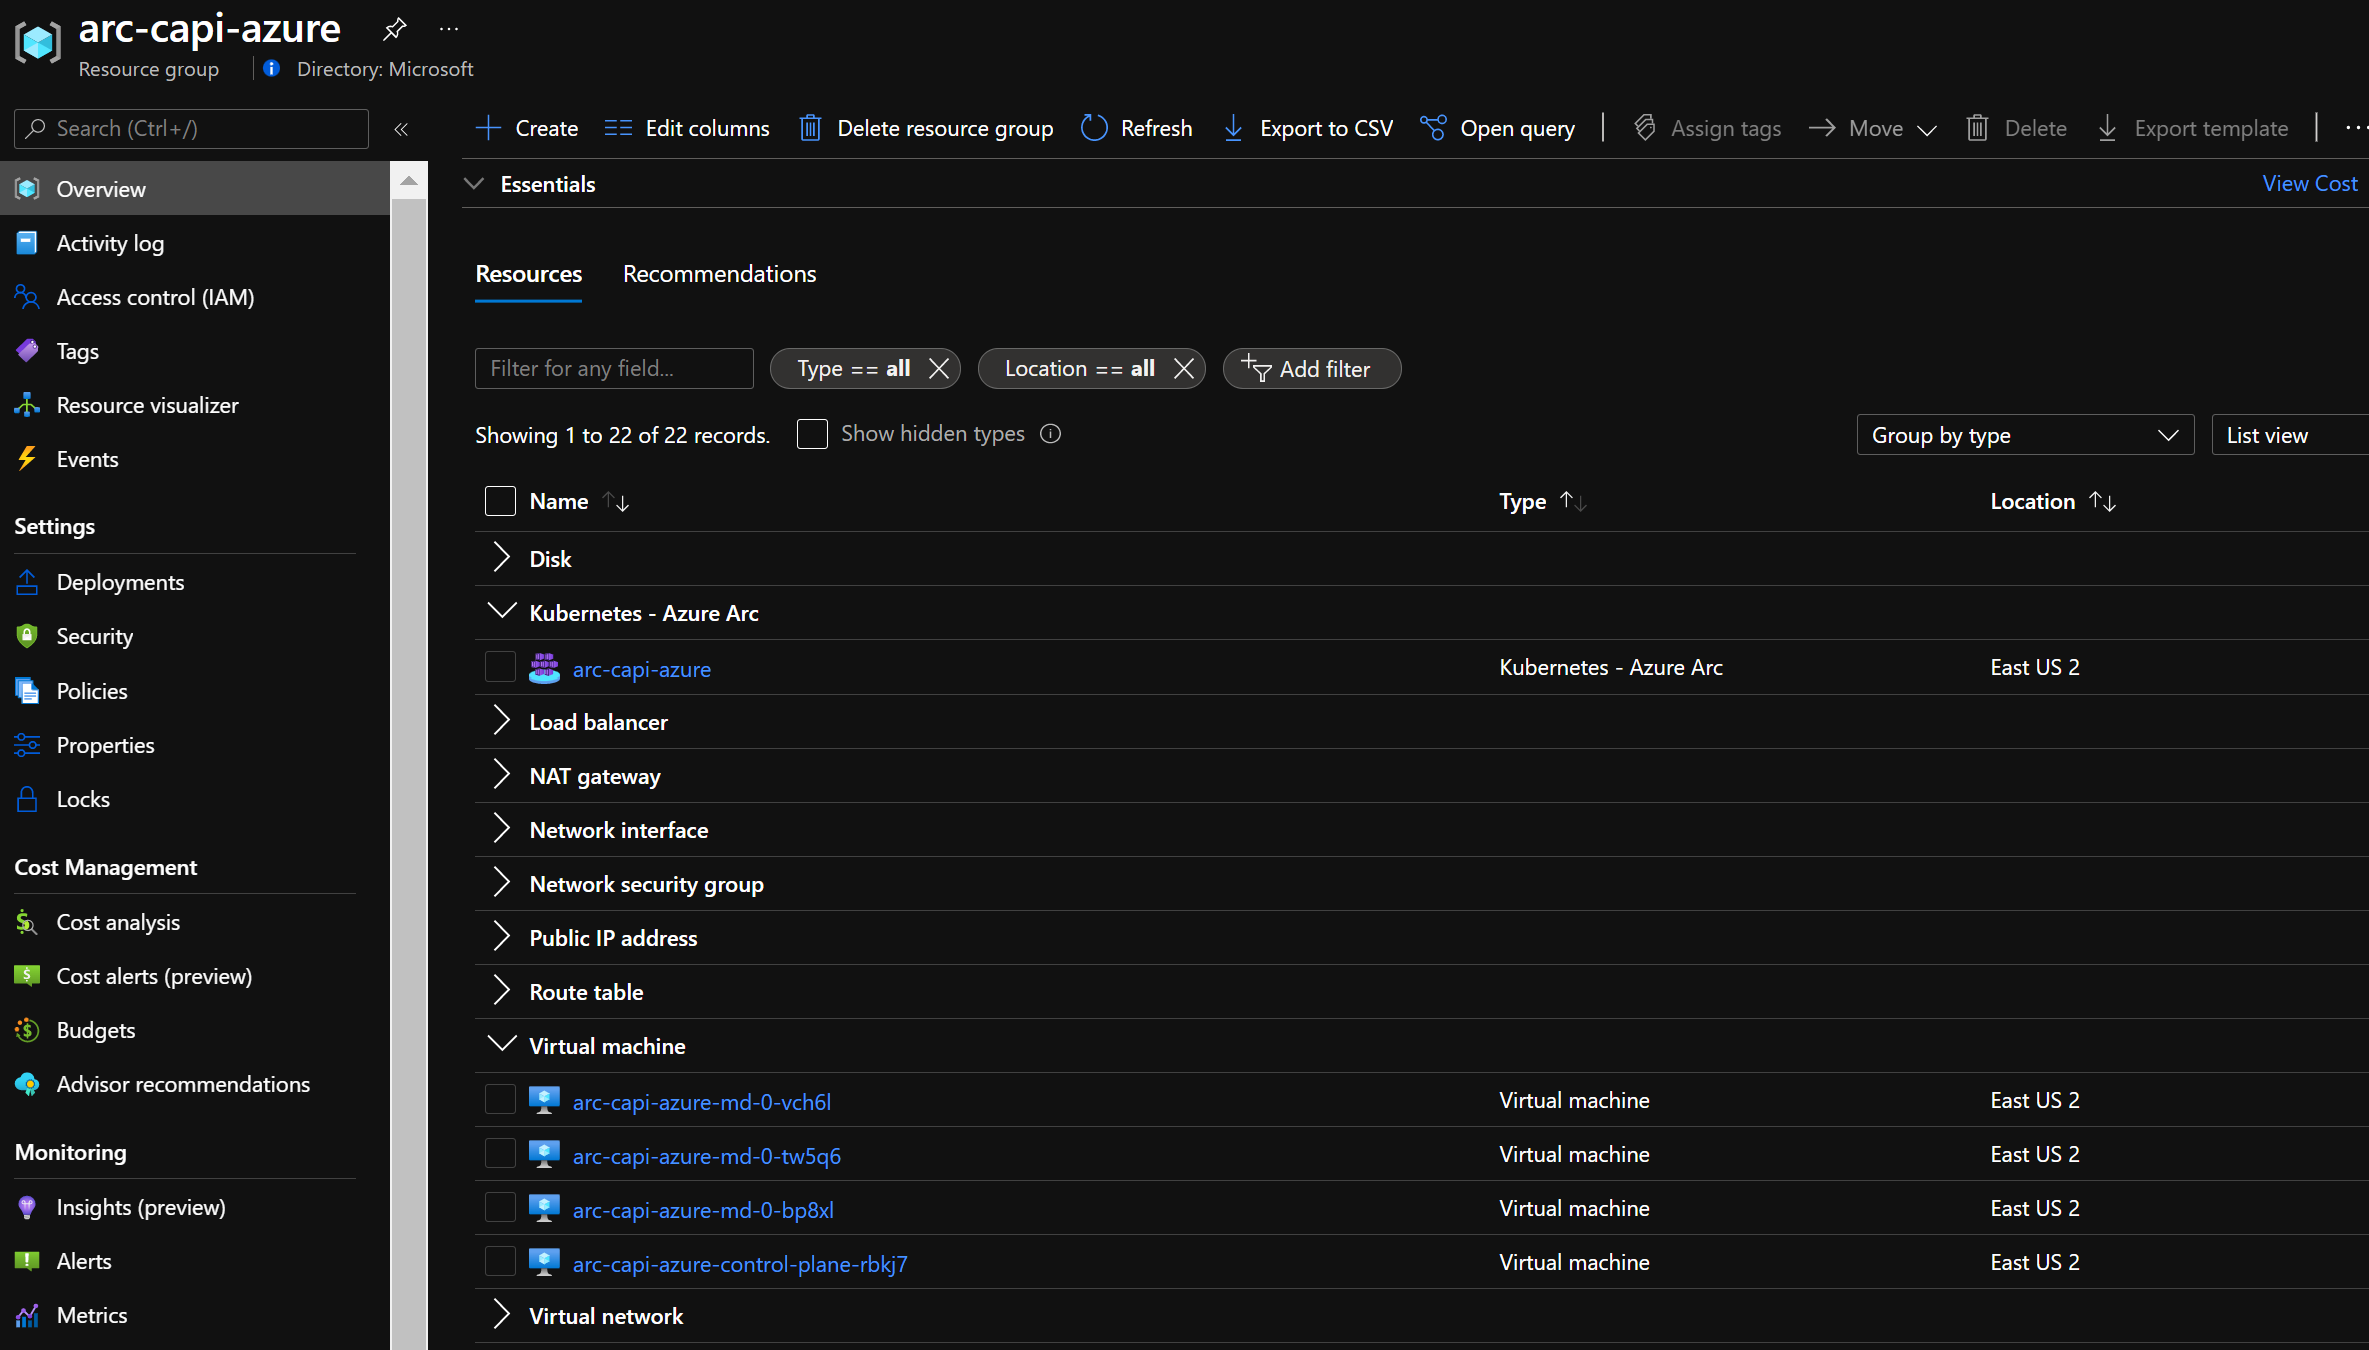 arc-capi-azure
Resource group
Directory: Microsoft
Search (Ctrl+/)
Overview
Activity log
Access control (IAM)
Tags
Resource visualizer
Events
Settings
Deployments
Security
Policies
Properties
Locks
Cost Management
Cost analysis
Cost alerts (preview)
Budgets
Advisor recommendations
Monitoring
Insights (preview)
Alerts
Metrics
Create Edit columns Delete resource group Refresh Export to CSV Open query Assign tags Move Delete Export template
Essentials View Cost
Resources Recommendations
Filter for any field... Type == all Location == all Add filter
Showing 1 to 22 of 22 records. Show hidden types Group by type List view
Name Type Location
Disk
Kubernetes - Azure Arc
arc-capi-azure Kubernetes - Azure Arc East US 2
Load balancer
NAT gateway
Network interface
Network security group
Public IP address
Route table
Virtual machine
arc-capi-azure-md-0-vch6l Virtual machine East US 2
arc-capi-azure-md-0-tw5q6 Virtual machine East US 2
arc-capi-azure-md-0-bp8xl Virtual machine East US 2
arc-capi-azure-control-plane-rbkj7 Virtual machine East US 2
Virtual network